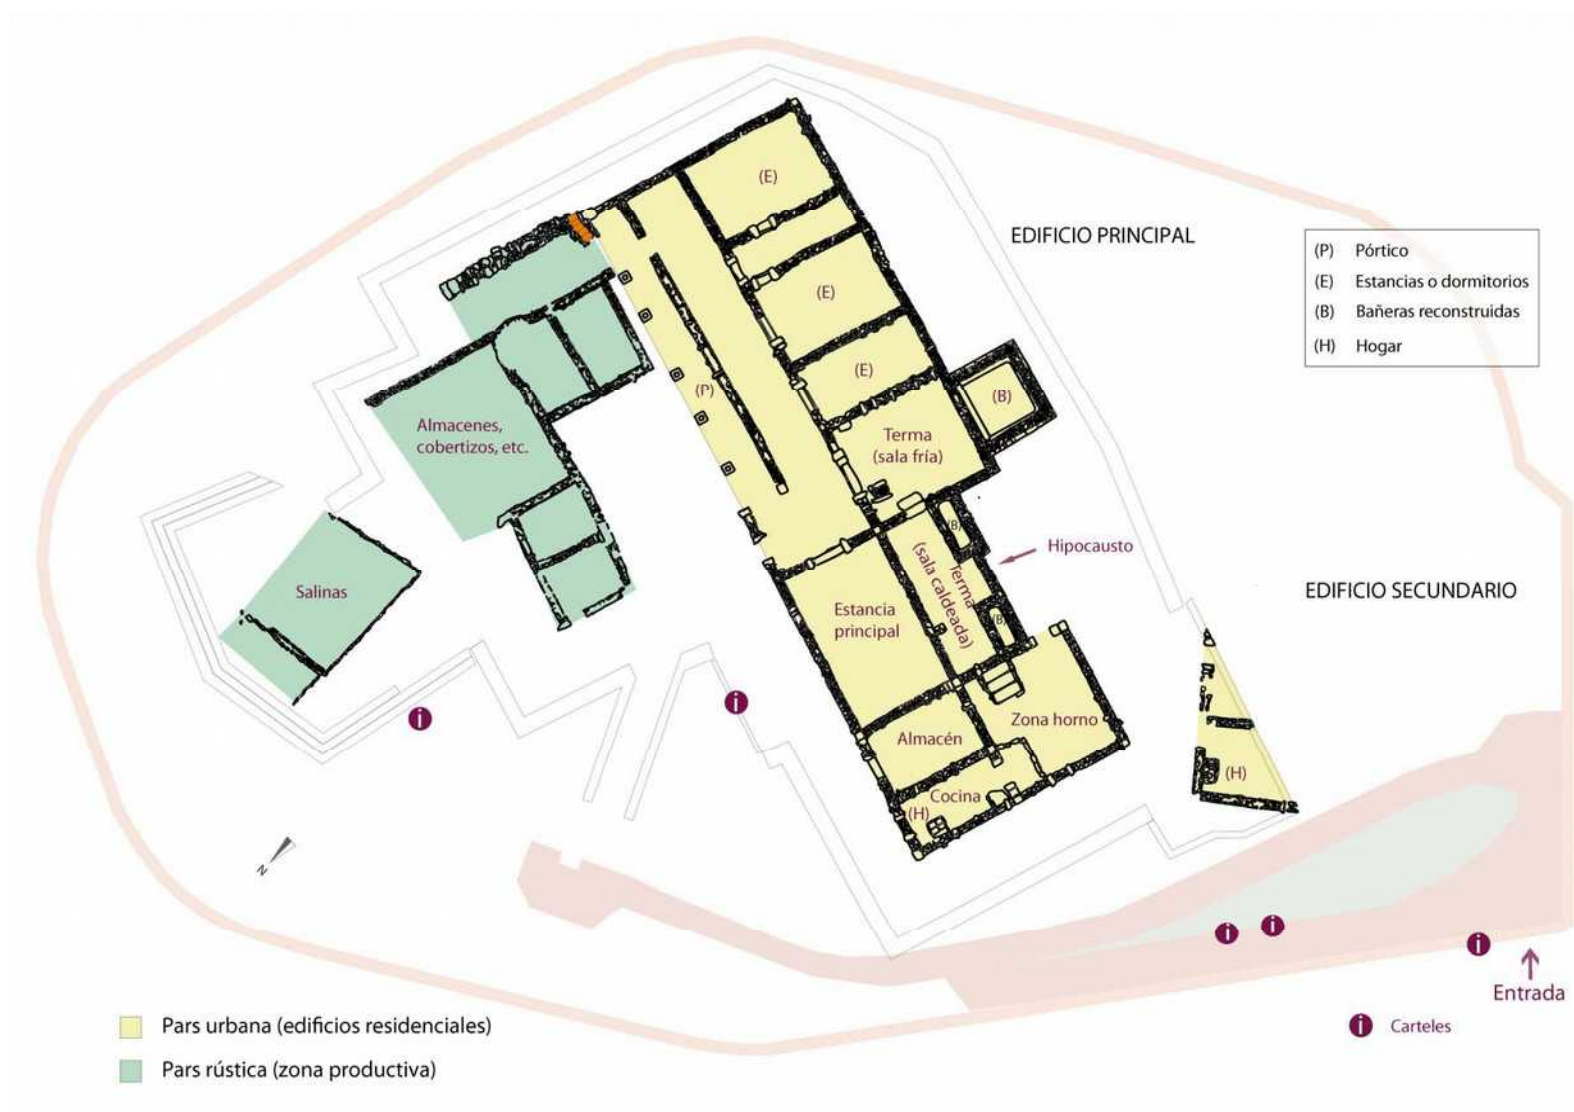 (E)
EDIFICIO PRINCIPAL
(P) Pórtico
(E) Estancias o dormitorios
(B) Bañeras reconstruidas
(H) Hogar
(E)
(E)
(P)
(B)
Almacenes,
cobertizos, etc.
Terma
(sala fría)
(B)
Hipocausto
Terma
(sala caldeada)
(B)
Salinas
Estancia
principal
EDIFICIO SECUNDARIO
i
i
Zona horno
Almacén
(H)
Cocina
(H)
N
i
i
i
Entrada
Pars urbana (edificios residenciales)
i Carteles
Pars rústica (zona productiva)